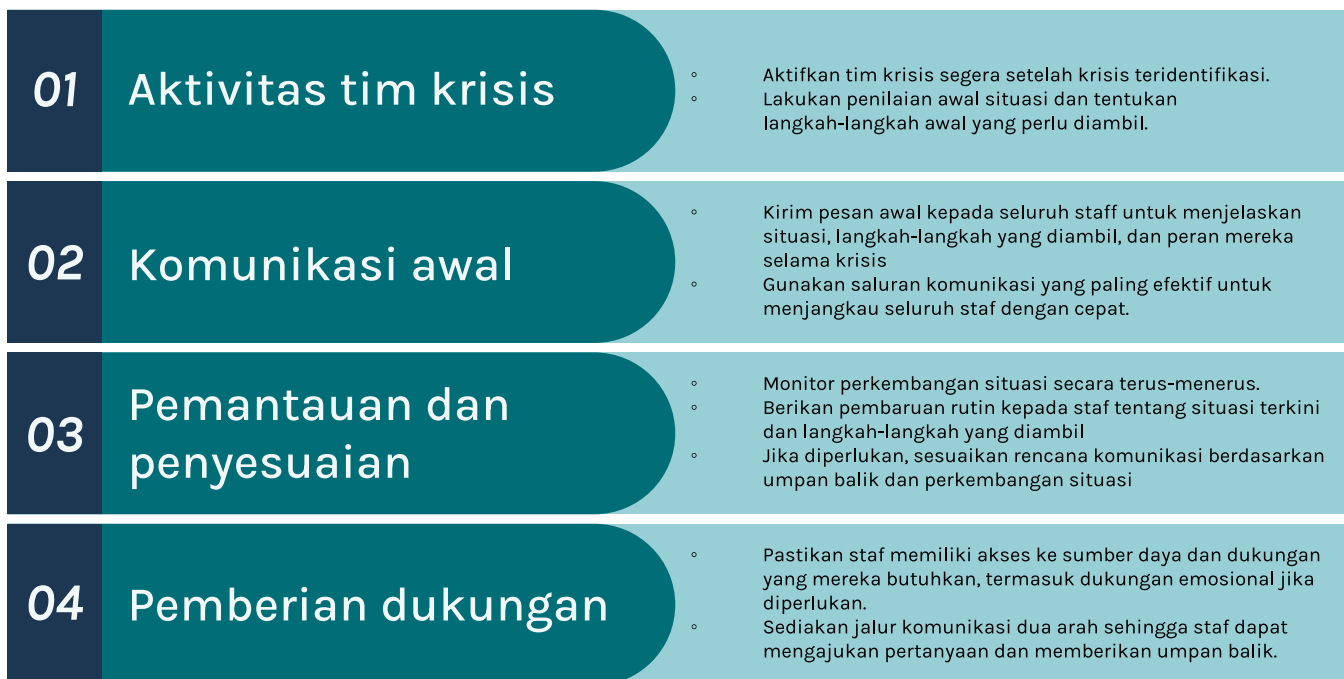 01
Aktivitas tim krisis
◦ Aktifkan tim krisis segera setelah krisis teridentifikasi.
◦ Lakukan penilaian awal situasi dan tentukan
langkah-langkah awal yang perlu diambil.
02
Komunikasi awal
◦ Kirim pesan awal kepada seluruh staff untuk menjelaskan
situasi, langkah-langkah yang diambil, dan peran mereka
selama krisis
◦ Gunakan saluran komunikasi yang paling efektif untuk
menjangkau seluruh staf dengan cepat.
03
Pemantauan dan
penyesuaian
◦ Monitor perkembangan situasi secara terus-menerus.
◦ Berikan pembaruan rutin kepada staf tentang situasi terkini
dan langkah-langkah yang diambil
◦ Jika diperlukan, sesuaikan rencana komunikasi berdasarkan
umpan balik dan perkembangan situasi
04
Pemberian dukungan
◦ Pastikan staf memiliki akses ke sumber daya dan dukungan
yang mereka butuhkan, termasuk dukungan emosional jika
diperlukan.
◦ Sediakan jalur komunikasi dua arah sehingga staf dapat
mengajukan pertanyaan dan memberikan umpan balik.